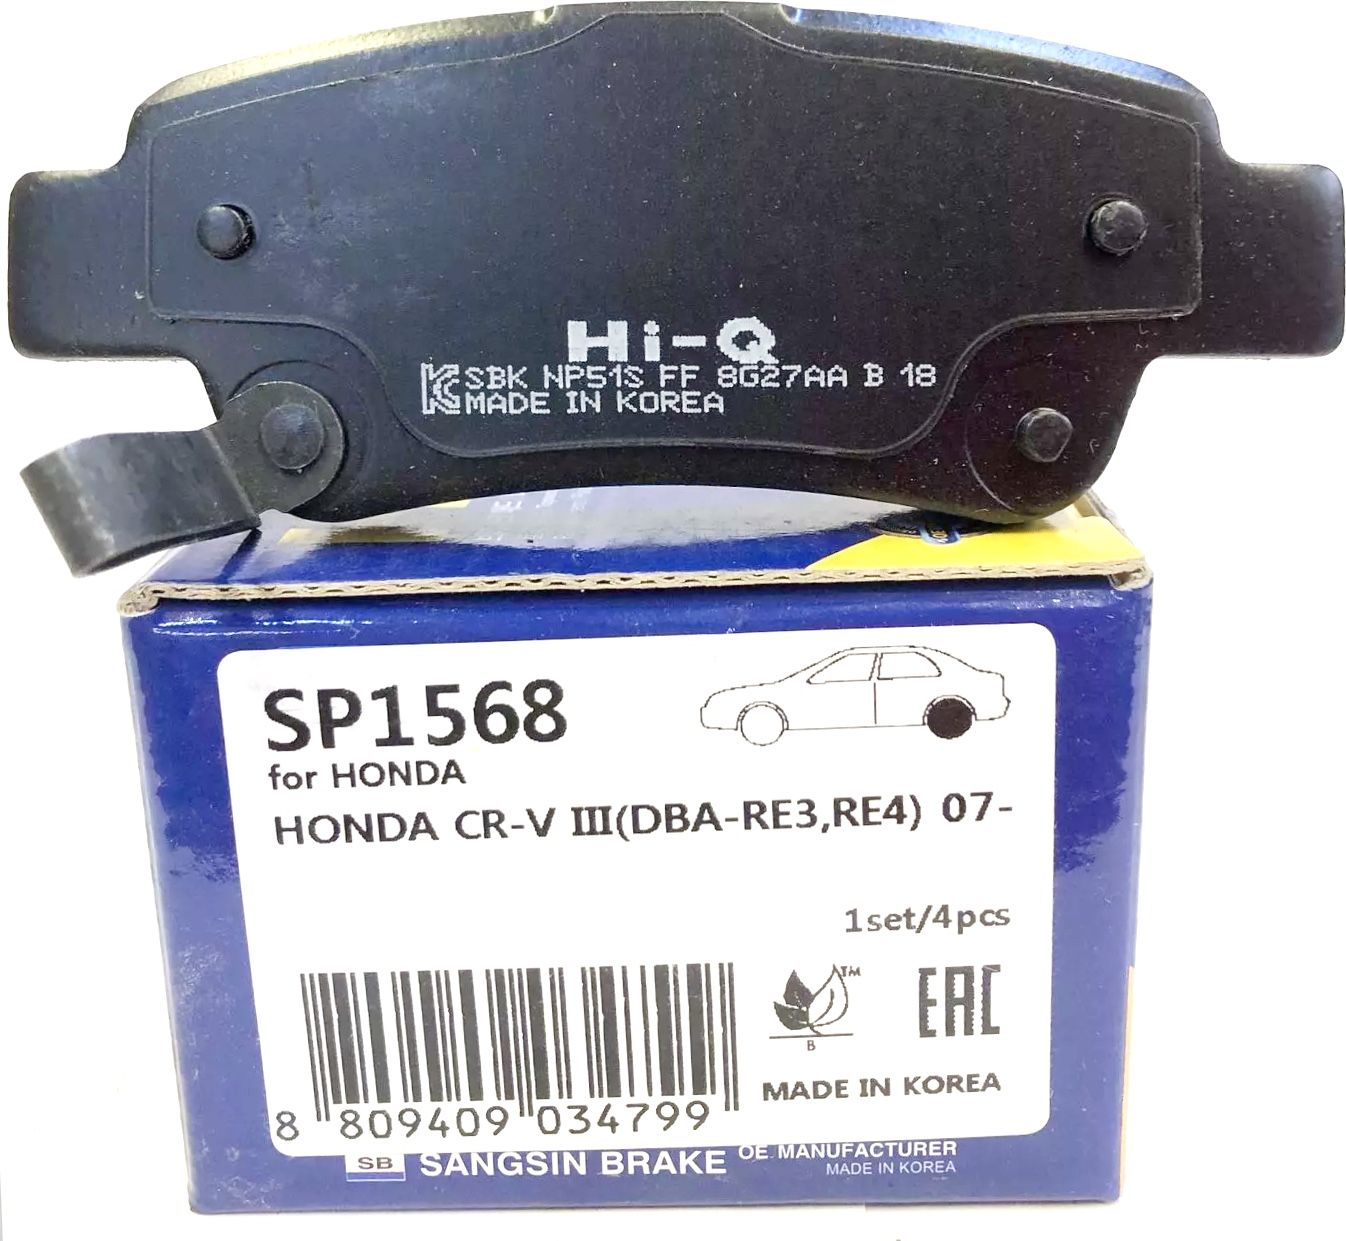 Hi-Q
SBK NP51S FF 8G27AA B 18
MADE IN KOREA
SP1568
for HONDA
HONDA CR-V III(DBA-RE3,RE4) 07-
1set/4pcs
TM
B
EAC
MADE IN KOREA
8 809409 034799
SB SANGSIN BRAKE OE MANUFACTURER
MADE IN KOREA